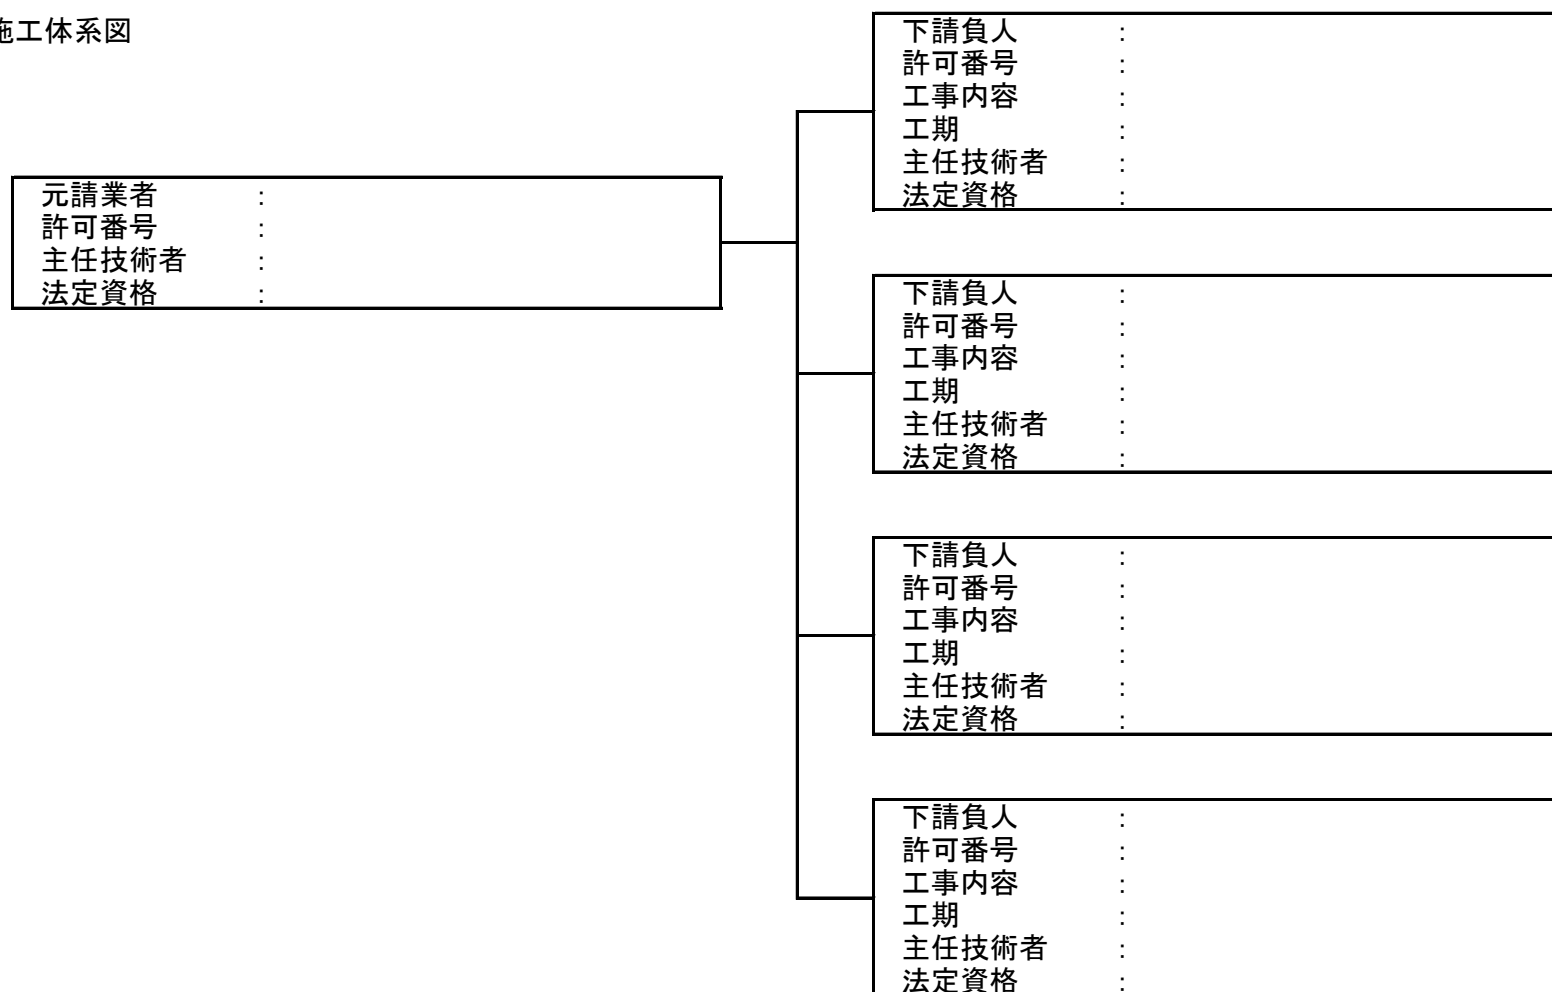 施工体系図
元請業者 :
許可番号 :
主任技術者 :
法定資格 :
下請負人 :
許可番号 :
工事内容 :
工期 :
主任技術者 :
法定資格 :
下請負人 :
許可番号 :
工事内容 :
工期 :
主任技術者 :
法定資格 :
下請負人 :
許可番号 :
工事内容 :
工期 :
主任技術者 :
法定資格 :
下請負人 :
許可番号 :
工事内容 :
工期 :
主任技術者 :
法定資格 :